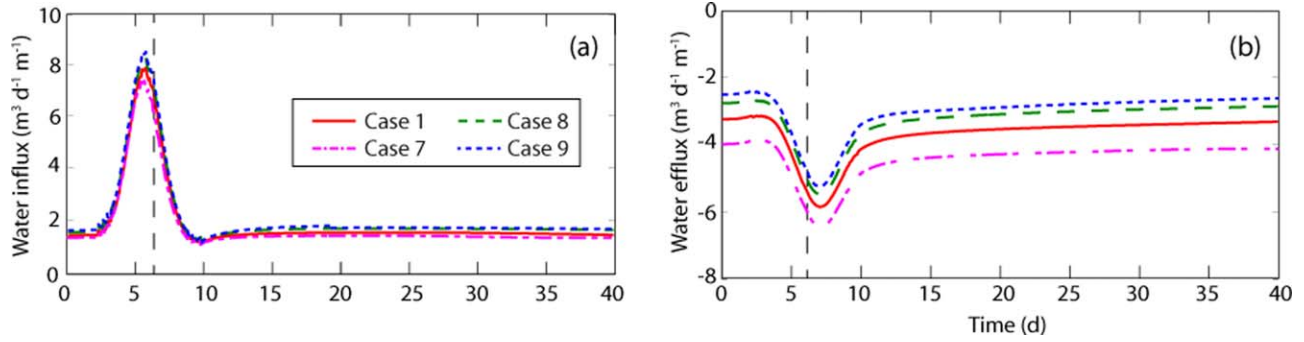 10
8
6
4
2
0
Water influx (m³ d⁻¹ m⁻¹)
(a)
Case 1
Case 8
Case 7
Case 9
0 5 10 15 20 25 30 35 40
0
-2
-4
-6
-8
Water efflux (m³ d⁻¹ m⁻¹)
(b)
0 5 10 15 20 25 30 35 40
Time (d)